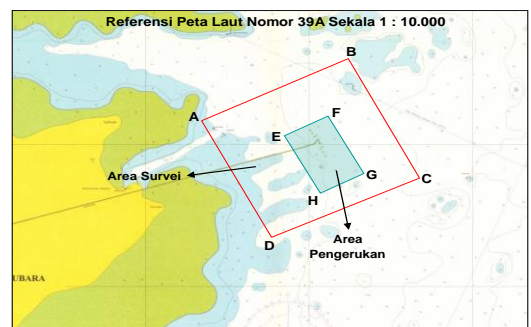 Referensi Peta Laut Nomor 39A Sekala 1 : 10.000
B
A
F
E
Area Survei
G
C
H
D
Area
Pengerukan
UBARA